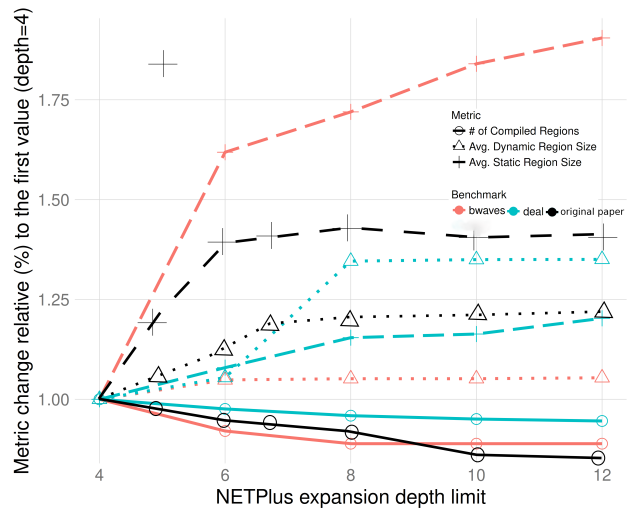 Metric change relative (%) to the first value (depth=4)
1.75
1.50
1.25
1.00
Metric
# of Compiled Regions
Avg. Dynamic Region Size
Avg. Static Region Size
Benchmark
bwaves deal original paper
4 6 8 10 12
NETPlus expansion depth limit